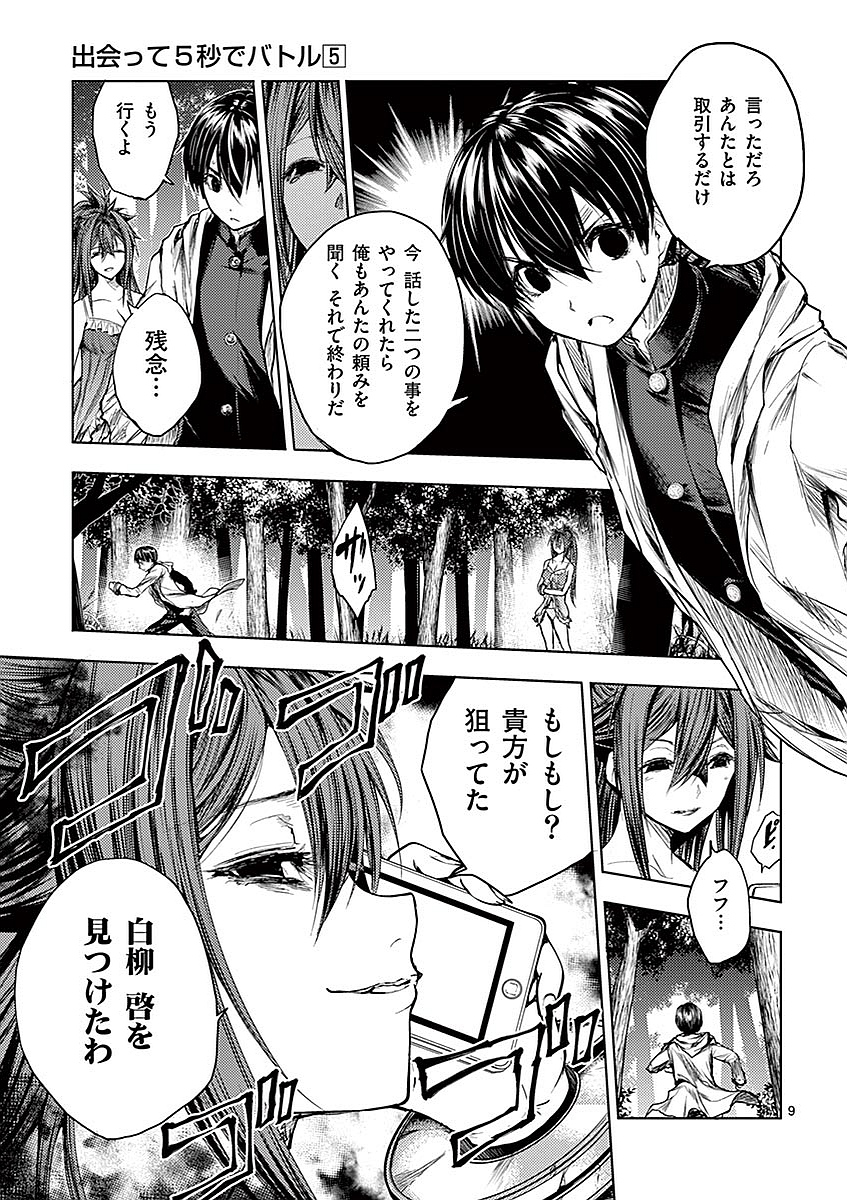 出会って５秒でバトル5
言っただろ
あんたとは
取引するだけ
今 話した二つの事を
やってくれたら
俺もあんたの頼みを
聞く それで終わりだ
もう
行くよ
残念…
ザッ
ピッ
フフ…
もしもし?
貴方が
狙ってた
白柳 啓を
見つけたわ
ゴ
ゴ
ゴ
ゴ
ゴ
ゴ
9